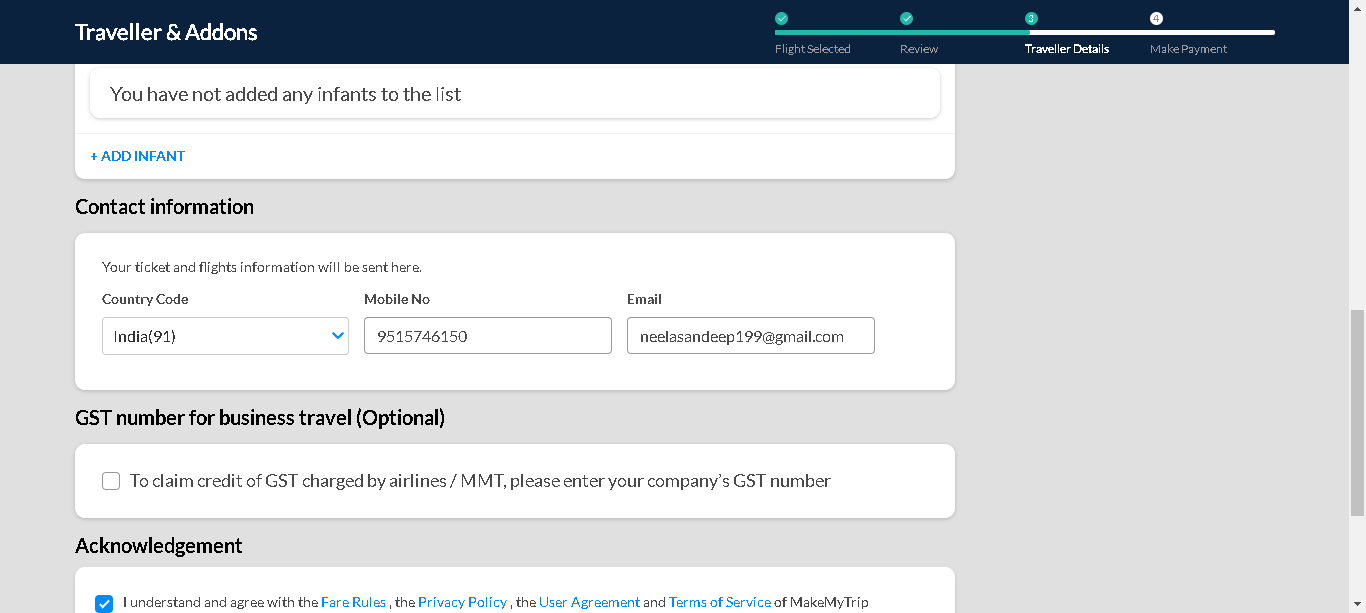 Traveller & Addons
3
4
Flight Selected
Review
Traveller Details
Make Payment
You have not added any infants to the list
+ ADD INFANT
Contact information
Your ticket and flights information will be sent here.
Country Code
Mobile No
Email
India(91)
9515746150
neelasandeep199@gmail.com
GST number for business travel (Optional)
To claim credit of GST charged by airlines / MMT, please enter your company’s GST number
Acknowledgement
I understand and agree with the Fare Rules , the Privacy Policy , the User Agreement and Terms of Service of MakeMyTrip